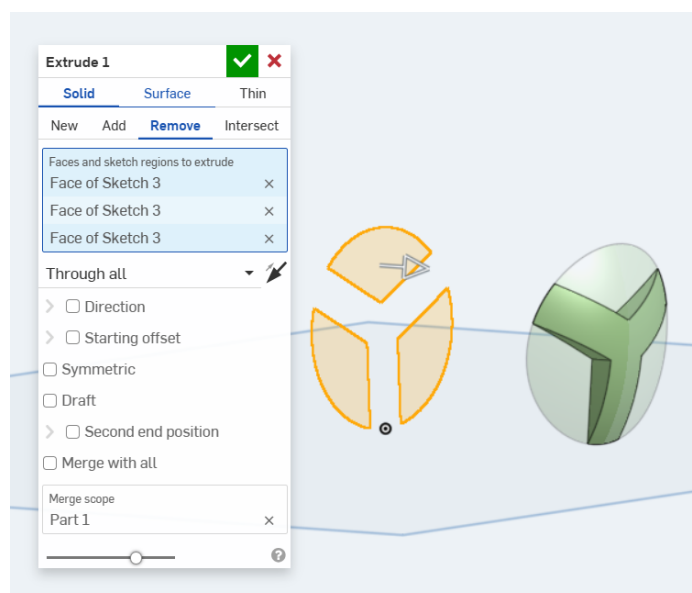 Extrude 1
Solid Surface Thin
New Add Remove Intersect
Faces and sketch regions to extrude
Face of Sketch 3
Face of Sketch 3
Face of Sketch 3
Through all
Direction
Starting offset
Symmetric
Draft
Second end position
Merge with all
Merge scope
Part 1